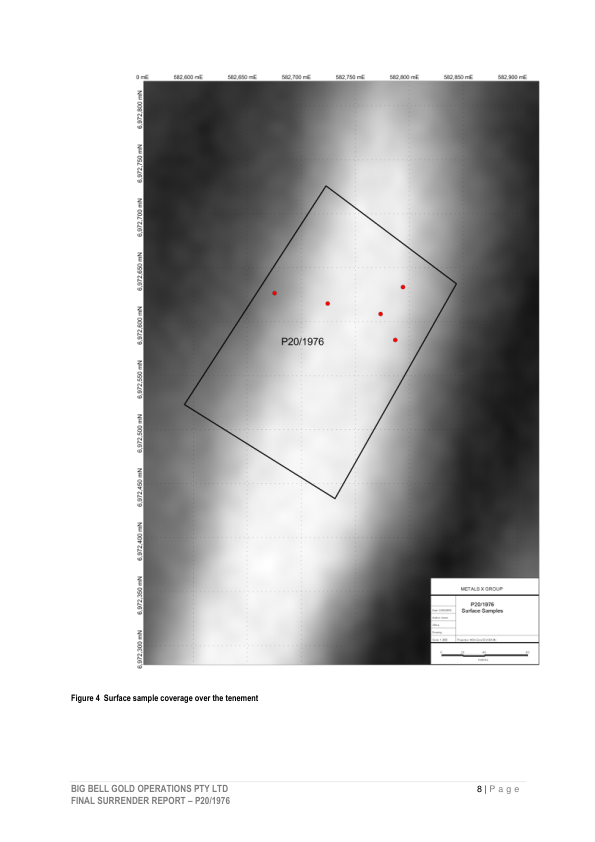 0 mE 582,600 mE 582,650 mE 582,700 mE 582,750 mE 582,800 mE 582,850 mE 582,900 mE
6,972,800 mN
6,972,750 mN
6,972,700 mN
6,972,650 mN
6,972,600 mN
6,972,550 mN
6,972,500 mN
6,972,450 mN
6,972,400 mN
6,972,350 mN
6,972,300 mN
P20/1976
METALS X GROUP
P20/1976
Surface Samples
Figure 4 Surface sample coverage over the tenement
BIG BELL GOLD OPERATIONS PTY LTD 8 | P a g e
FINAL SURRENDER REPORT – P20/1976